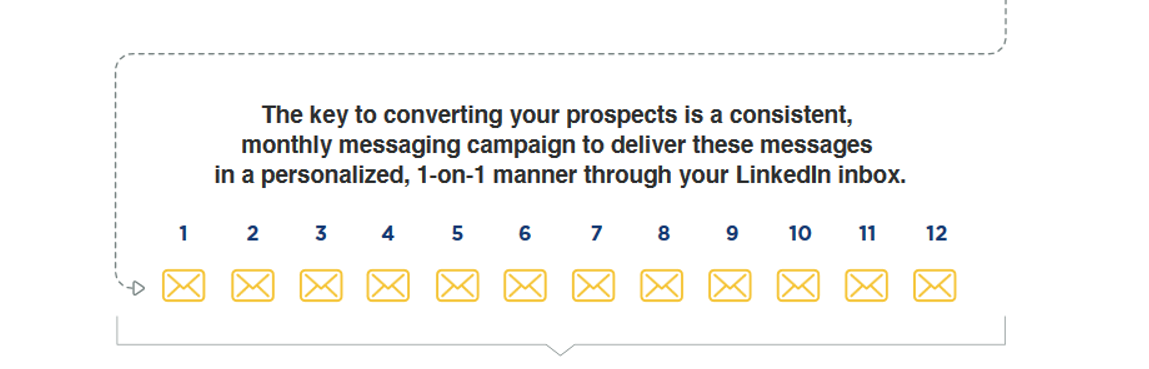 The key to converting your prospects is a consistent,
monthly messaging campaign to deliver these messages
in a personalized, 1-on-1 manner through your LinkedIn inbox.
1 2 3 4 5 6 7 8 9 10 11 12